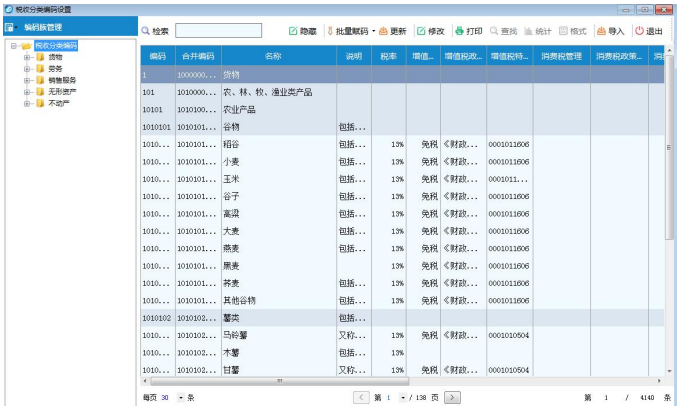 税收分类编码设置
编码族管理
税收分类编码
货物
劳务
销售服务
无形资产
不动产
检索 隐藏 批量赋码 更新 修改 打印 查找 统计 格式 导入 退出
编码 合并编码 名称 说明 税率 增值... 增值税政... 增值税特... 消费税管理 消费税政策... 消
1 1000000... 货物
101 1010000... 农、林、牧、渔业类产品
10101 1010100... 农业产品
1010101 1010101... 谷物 包括...
1010... 1010101... 稻谷 包括... 13% 免税 《财政... 0001011606
1010... 1010101... 小麦 包括... 13% 免税 《财政... 0001011606
1010... 1010101... 玉米 包括... 13% 免税 《财政... 0001011...
1010... 1010101... 谷子 包括... 13% 免税 《财政... 0001011606
1010... 1010101... 高粱 包括... 13% 免税 《财政... 0001011606
1010... 1010101... 大麦 包括... 13% 免税 《财政... 0001011606
1010... 1010101... 燕麦 包括... 13% 免税 《财政... 0001011606
1010... 1010101... 黑麦 13% 免税 《财政... 0001011606
1010... 1010101... 荞麦 包括... 13% 免税 《财政... 0001011606
1010... 1010101... 其他谷物 包括... 13% 免税 《财政... 0001011606
1010102 1010102... 薯类 包括...
1010... 1010102... 马铃薯 又称... 13% 免税 《财政... 0001010504
1010... 1010102... 木薯 包括... 13%
1010... 1010102... 甘薯 又称... 13% 免税 《财政... 0001010504
每页 30 条 第 1 / 138 页 第 1 / 4140 条